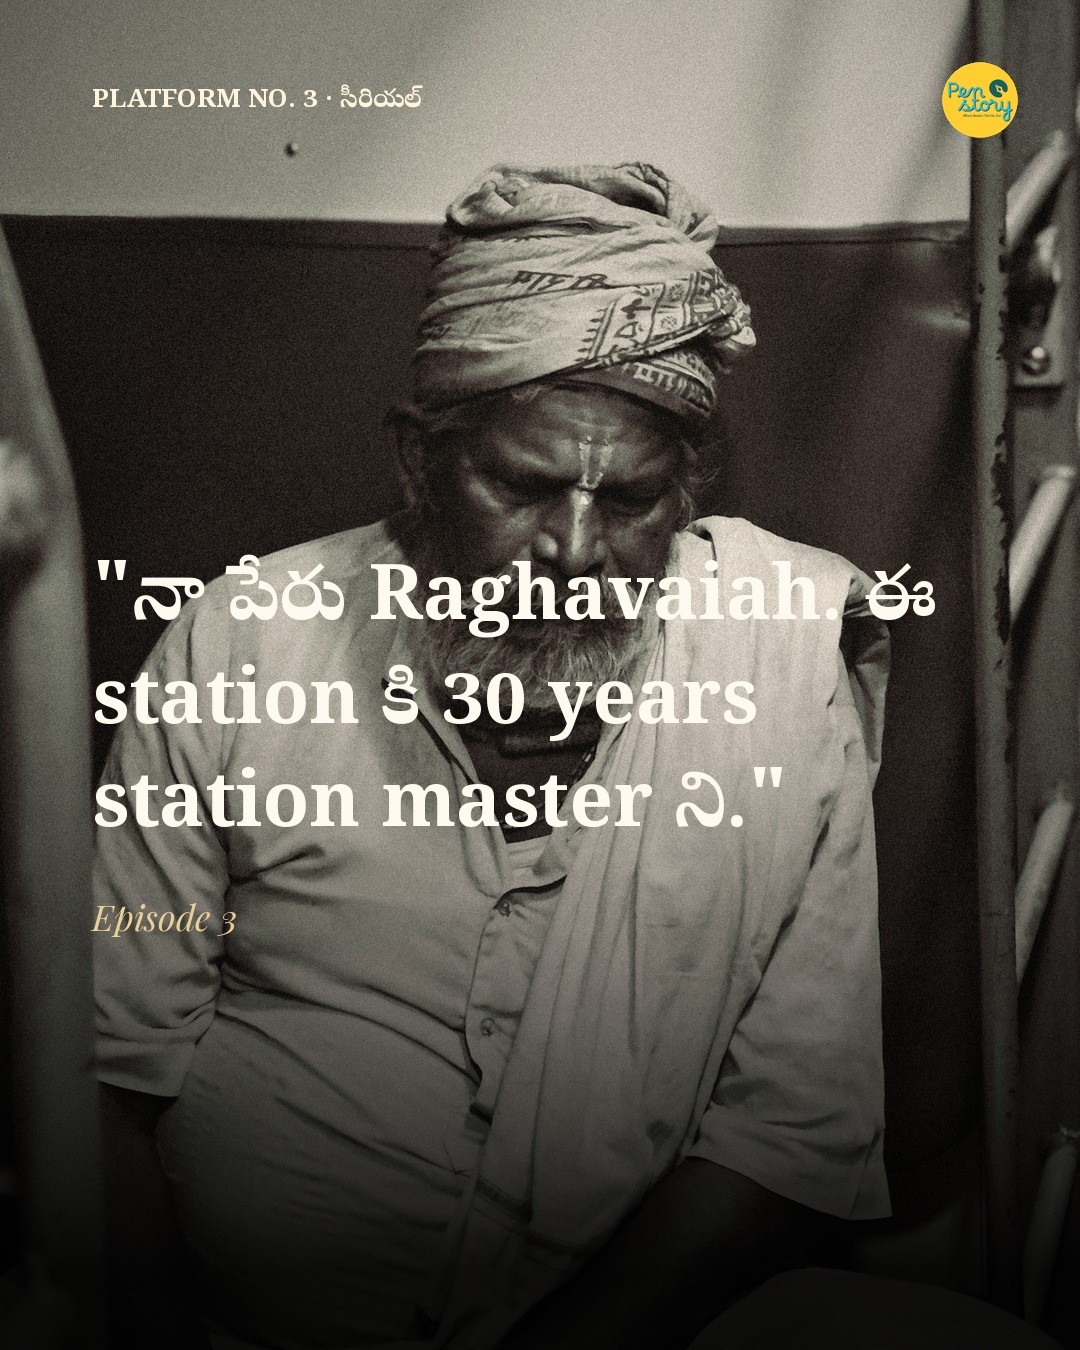 PLATFORM NO. 3 · సీరియల్
Pen
story
"నా పేరు Raghavaiah. ఈ
station కి 30 years
station master ని."
Episode 3